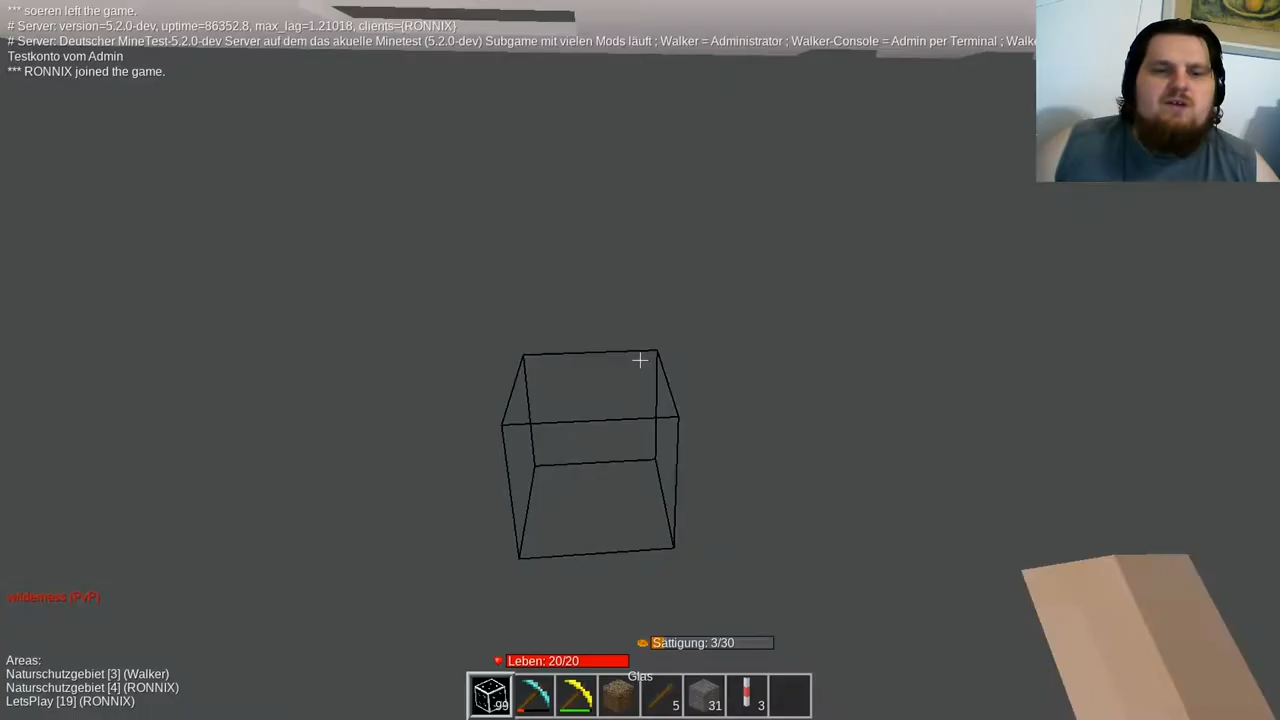 *** soeren left the game.
# Server: version=5.2.0-dev, uptime=86352.8, max_lag=1.21018, clients={RONNIX}
# Server: Deutscher MineTest-5.2.0-dev Server auf dem das akuelle Minetest (5.2.0-dev) Subgame mit vielen Mods läuft ; Walker = Administrator ; Walker-Console = Admin per Terminal ; Walke
Testkonto vom Admin
*** RONNIX joined the game.
wilderness (PvP)
Sättigung: 3/30
Areas:
Leben: 20/20
Naturschutzgebiet [3] (Walker)
Glas
Naturschutzgebiet [4] (RONNIX)
LetsPlay [19] (RONNIX)
99
5
31
3